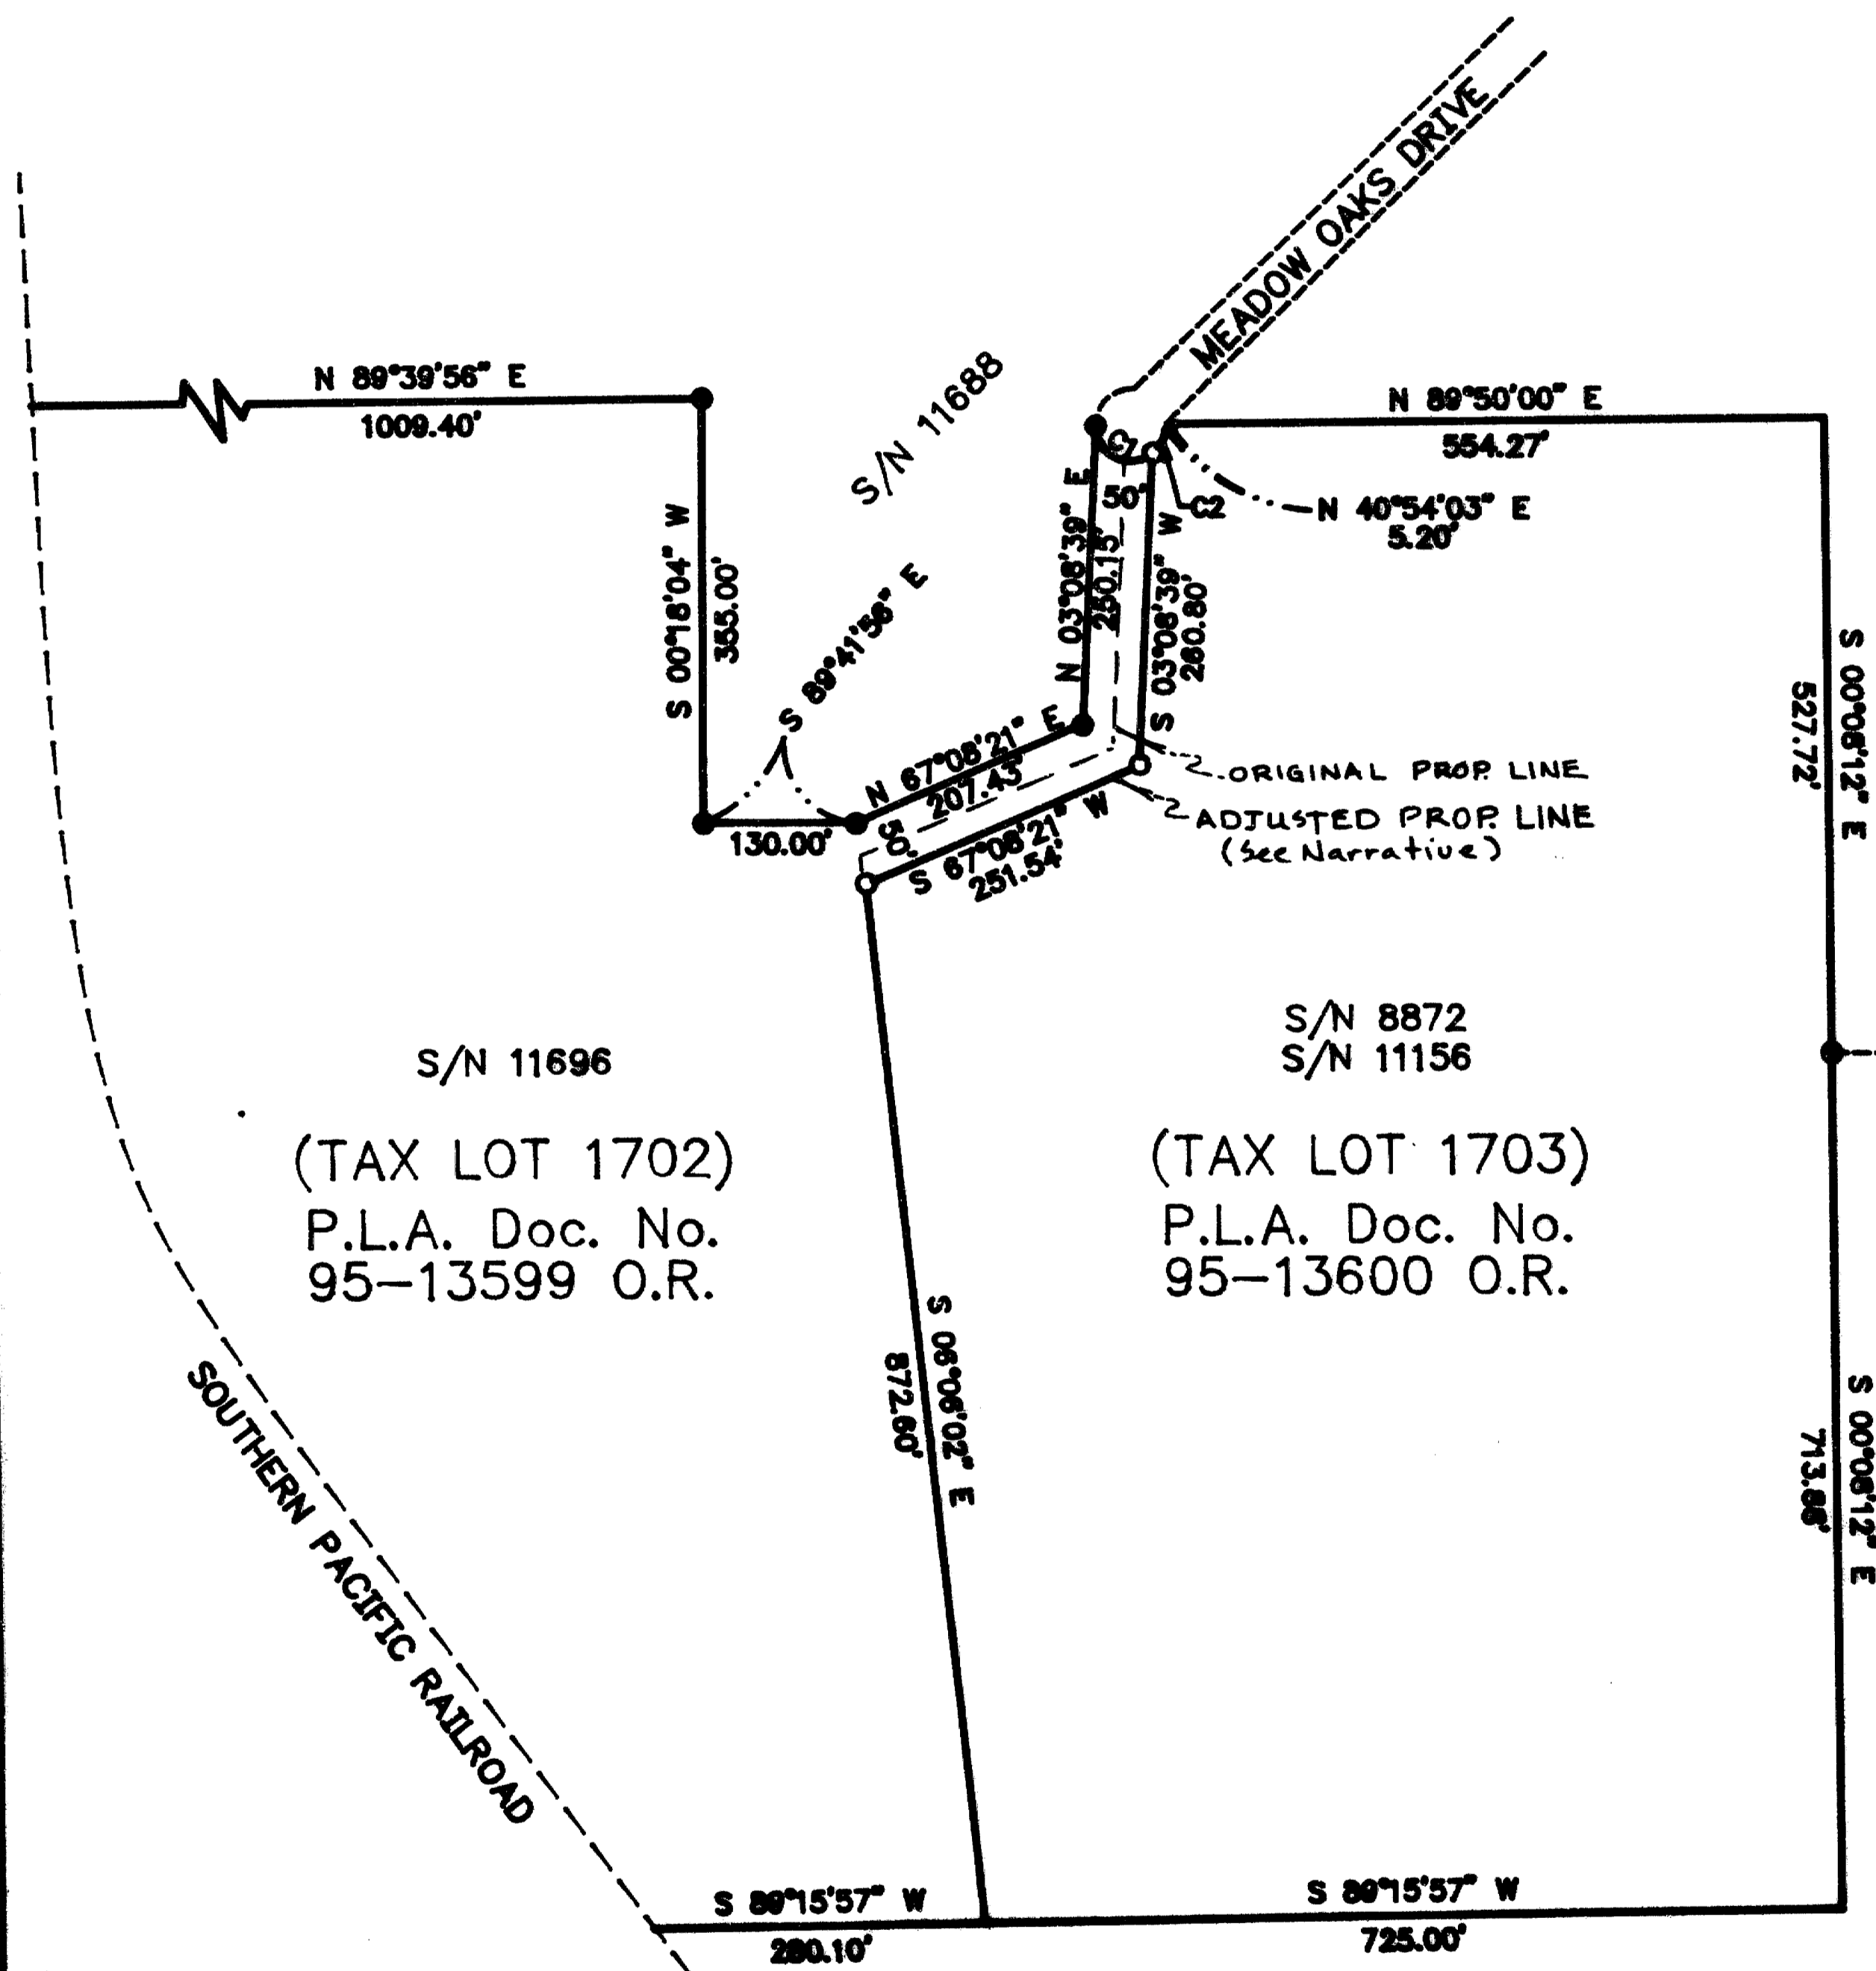 MEADOW OAKS DRIVE
N 89°39'56" E
1009.40'
S/N 11688
N 89°50'00" E
554.27'
C1
50'
C2
N 40°54'03" E
5.20'
S 00°18'04" W
355.00'
S 89°41'56" E
130.00'
N 03°08'39" E
250.15'
S 03°08'39" W
260.80'
N 67°08'21" E
207.43'
50'
S 67°08'21" W
251.54'
ORIGINAL PROP. LINE
ADJUSTED PROP. LINE
(See Narrative)
S 00°08'12" E
527.72'
S/N 11696
(TAX LOT 1702)
P.L.A. Doc. No.
95-13599 O.R.
S/N 8872
S/N 11156
(TAX LOT 1703)
P.L.A. Doc. No.
95-13600 O.R.
S 06°06'02" E
872.60'
S 00°08'12" E
SOUTHERN PACIFIC RAILROAD
S 89°15'57" W
280.10'
S 89°15'57" W
725.00'